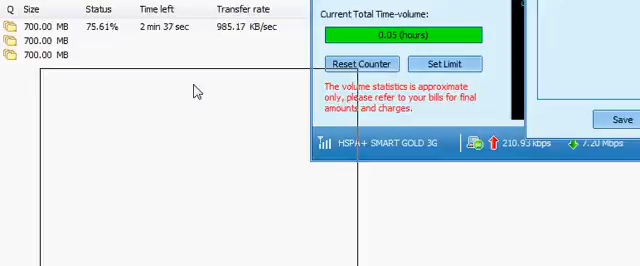 Q Status Time left Transfer rate
700.00 MB 75.61% 2 min 37 sec 985.17 KB/sec
700.00 MB
700.00 MB
Current Total Time-volume:
0.05 (hours)
Reset Counter Set Limit
The volume statistics is approximate
only, please refer to your bills for final
amounts and charges.
Save
HSPA+ SMART GOLD 3G 210.93 kbps 7.20 Mbps